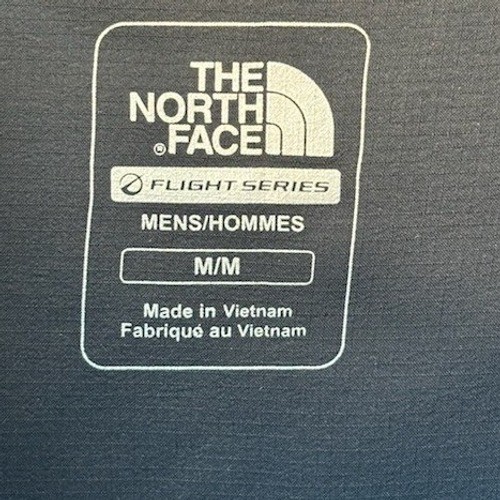 THE
NORTH
FACE®
FLIGHT SERIES
MENS/HOMMES
M/M
Made in Vietnam
Fabriqué au Vietnam